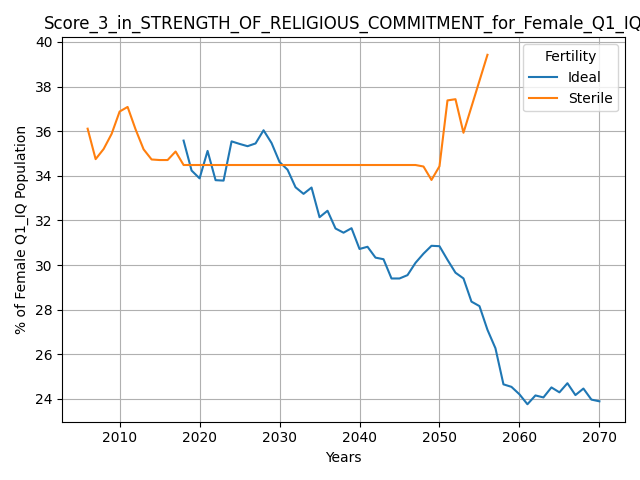 Score_3_in_STRENGTH_OF_RELIGIOUS_COMMITMENT_for_Female_Q1_IQ
Fertility
Ideal
Sterile
% of Female Q1_IQ Population
40
38
36
34
32
30
28
26
24
2010
2020
2030
2040
2050
2060
2070
Years